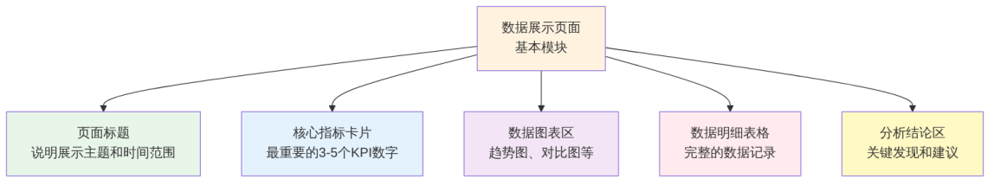 数据展示页面
基本模块
页面标题
说明展示主题和时间范围
核心指标卡片
最重要的3-5个KPI数字
数据图表区
趋势图、对比图等
数据明细表格
完整的数据记录
分析结论区
关键发现和建议